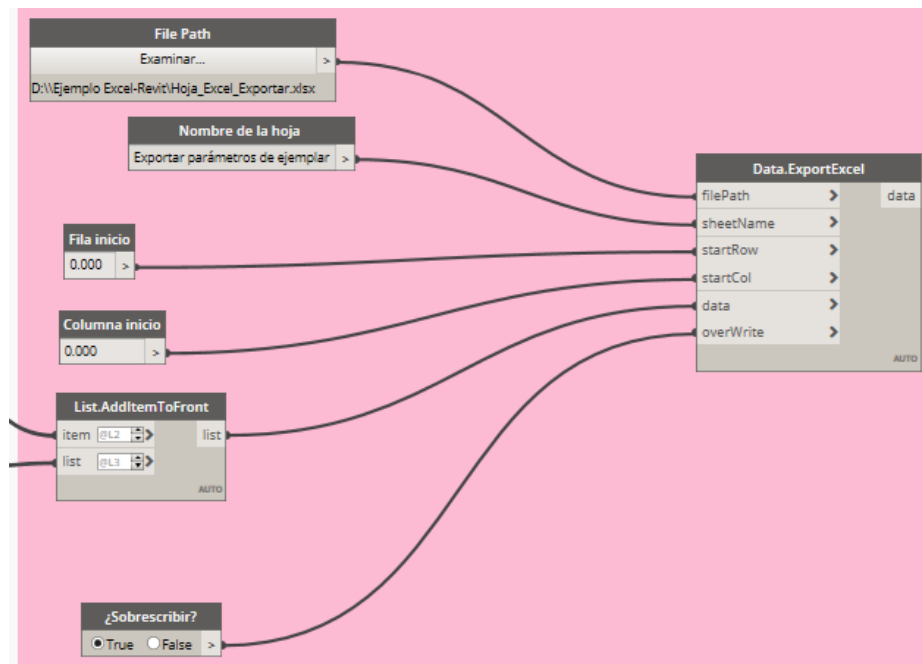 File Path
Examinar...
>
D:\\Ejemplo Excel-Revit\Hoja_Excel_Exportar.xlsx
Nombre de la hoja
Exportar parámetros de ejemplar >
Fila inicio
0.000 >
Columna inicio
0.000 >
List.AddItemToFront
item @L2 > list
list @L3 >
AUTO
¿Sobrescribir?
True False >
Data.ExportExcel
filePath > data
sheetName >
startRow >
startCol >
data >
overWrite >
AUTO